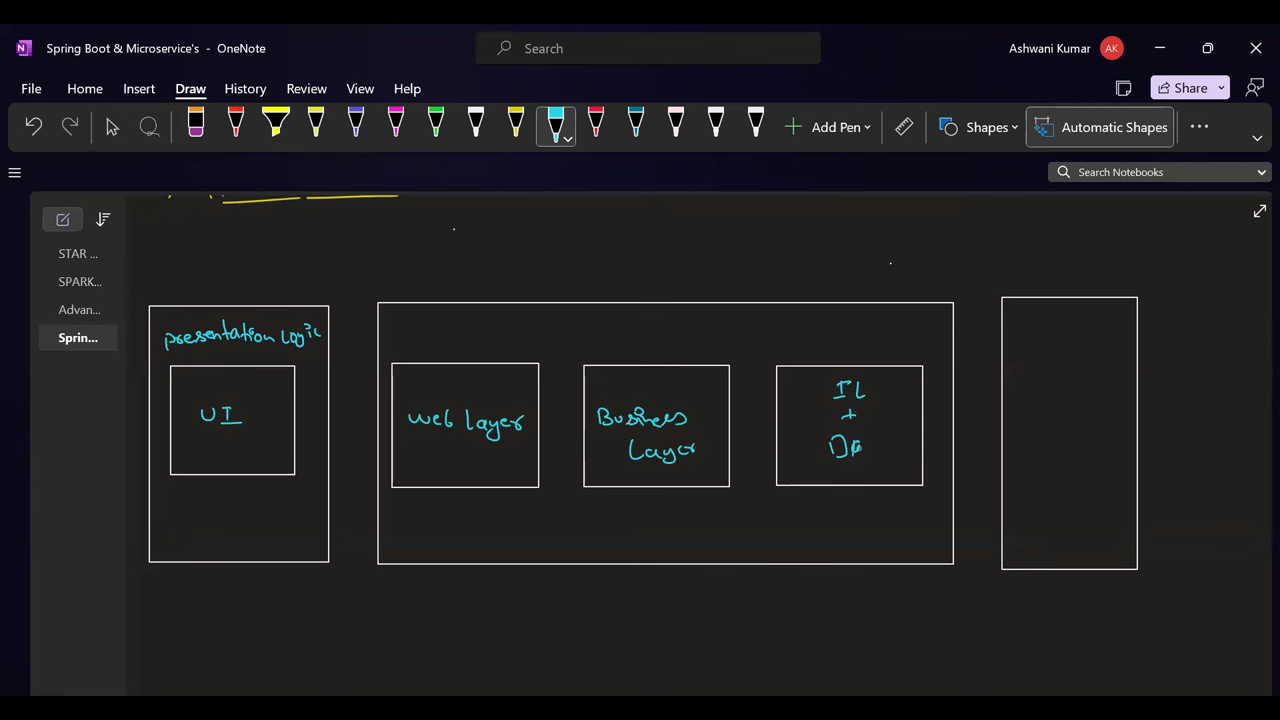 Spring Boot & Microservice's - OneNote
Search
Ashwani Kumar
AK
File
Home
Insert
Draw
History
Review
View
Help
Share
Add Pen
Shapes
Automatic Shapes
Search Notebooks
STAR ...
SPARK...
Advan...
Sprin...
presentation Logic
UI
Web Layer
Business
Layer
IL
+